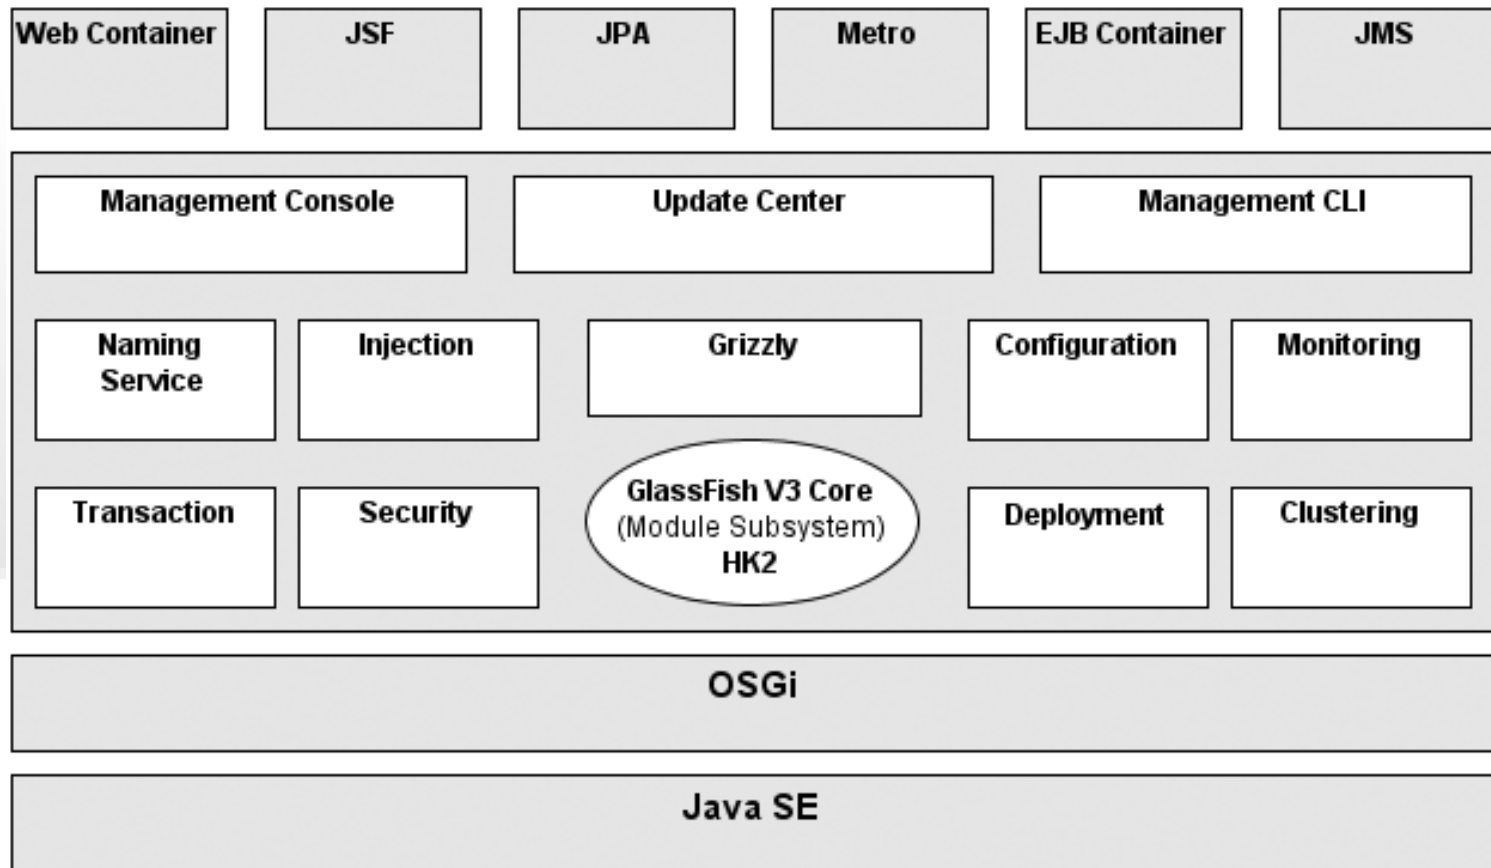 Web Container
JSF
JPA
Metro
EJB Container
JMS
Management Console
Update Center
Management CLI
Naming
Service
Injection
Grizzly
Configuration
Monitoring
Transaction
Security
GlassFish V3 Core
(Module Subsystem)
HK2
Deployment
Clustering
OSGi
Java SE